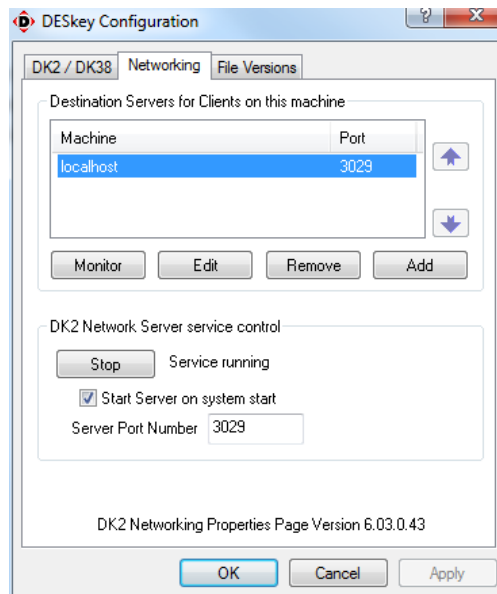 DESkey Configuration
?
DK2 / DK38 Networking File Versions
Destination Servers for Clients on this machine
Machine Port
localhost 3029
Monitor Edit Remove Add
DK2 Network Server service control
Stop Service running
Start Server on system start
Server Port Number 3029
DK2 Networking Properties Page Version 6.03.0.43
OK Cancel Apply